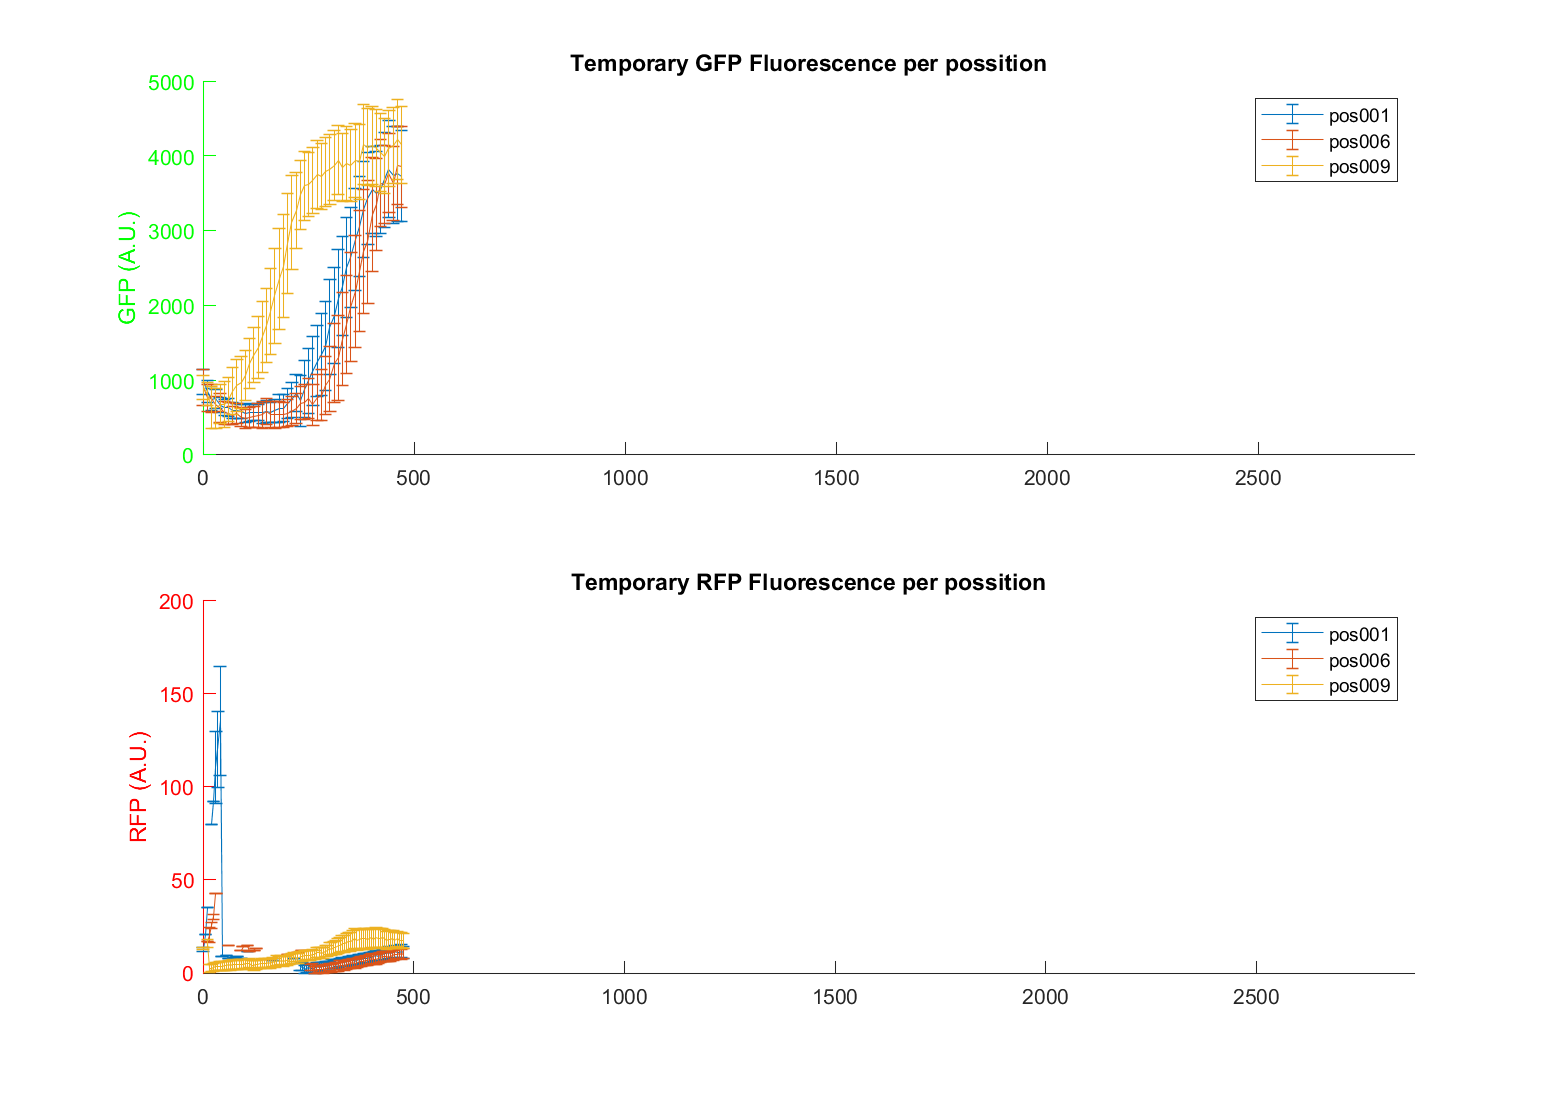 Temporary GFP Fluorescence per possition
5000
4000
3000
2000
1000
0
GFP (A.U.)
pos001
pos006
pos009
0 500 1000 1500 2000 2500
Temporary RFP Fluorescence per possition
200
150
100
50
0
RFP (A.U.)
pos001
pos006
pos009
0 500 1000 1500 2000 2500